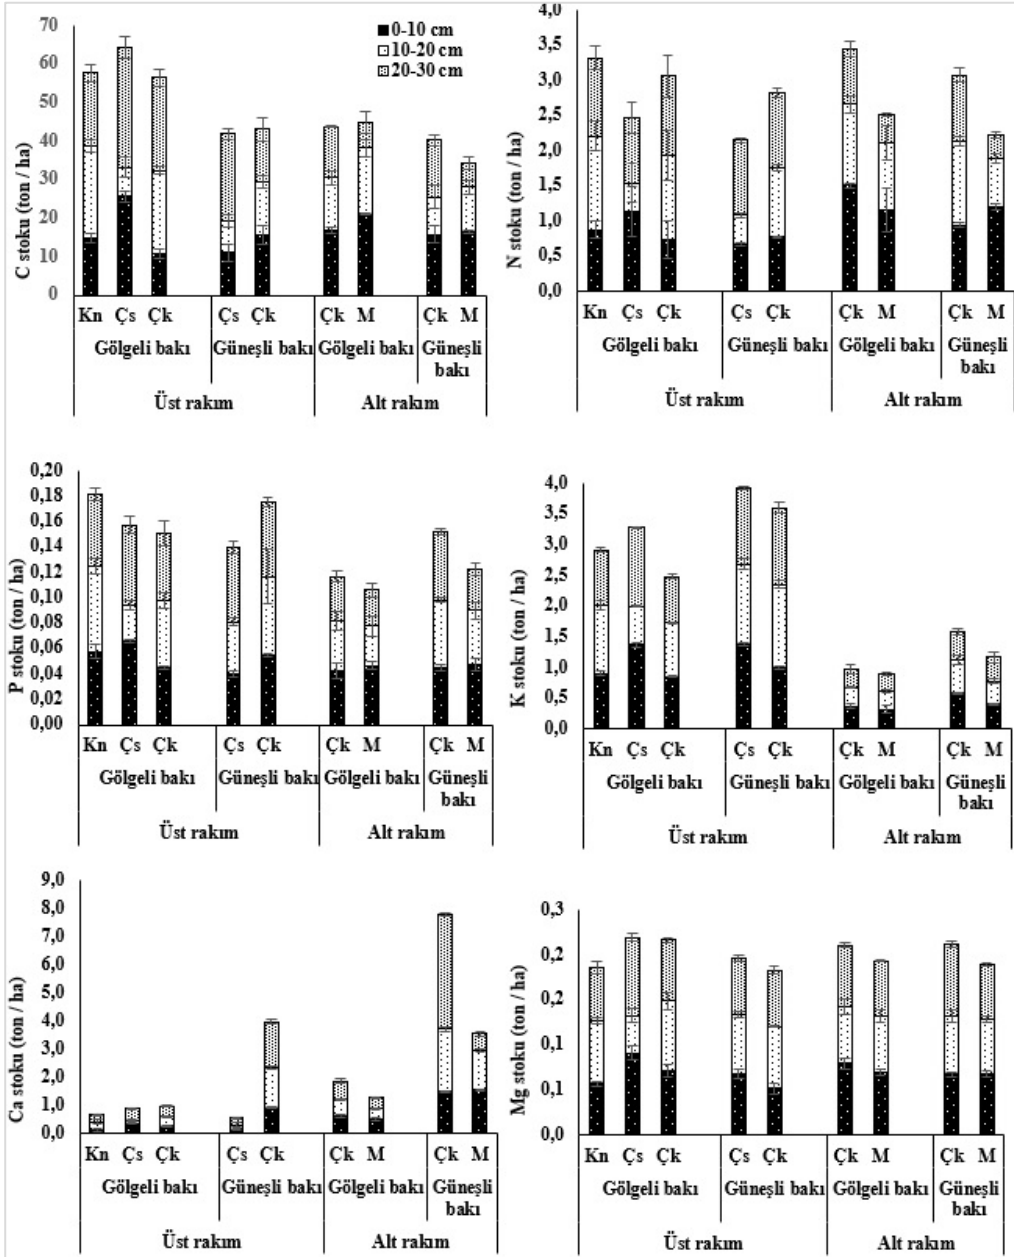 C stoku (ton / ha)
70
60
50
40
30
20
10
0
0-10 cm
10-20 cm
20-30 cm
Kn Çs Çk Çs Çk Çk M Çk M
Gölgeli bakı Güneşli bakı Gölgeli bakı Güneşli
bakı
Üst rakım Alt rakım
N stoku (ton / ha)
4,0
3,5
3,0
2,5
2,0
1,5
1,0
0,5
0,0
Kn Çs Çk Çs Çk Çk M Çk M
Gölgeli bakı Güneşli bakı Gölgeli bakı Güneşli
bakı
Üst rakım Alt rakım
P stoku (ton / ha)
0,20
0,18
0,16
0,14
0,12
0,10
0,08
0,06
0,04
0,02
0,00
Kn Çs Çk Çs Çk Çk M Çk M
Gölgeli bakı Güneşli bakı Gölgeli bakı Güneşli
bakı
Üst rakım Alt rakım
K stoku (ton / ha)
4,0
3,5
3,0
2,5
2,0
1,5
1,0
0,5
0,0
Kn Çs Çk Çs Çk Çk M Çk M
Gölgeli bakı Güneşli bakı Gölgeli bakı Güneşli
bakı
Üst rakım Alt rakım
Ca stoku (ton / ha)
9,0
8,0
7,0
6,0
5,0
4,0
3,0
2,0
1,0
0,0
Kn Çs Çk Çs Çk Çk M Çk M
Gölgeli bakı Güneşli bakı Gölgeli bakı Güneşli
bakı
Üst rakım Alt rakım
Mg stoku (ton / ha)
0,3
0,2
0,2
0,1
0,1
0,0
Kn Çs Çk Çs Çk Çk M Çk M
Gölgeli bakı Güneşli bakı Gölgeli bakı Güneşli
bakı
Üst rakım Alt rakım